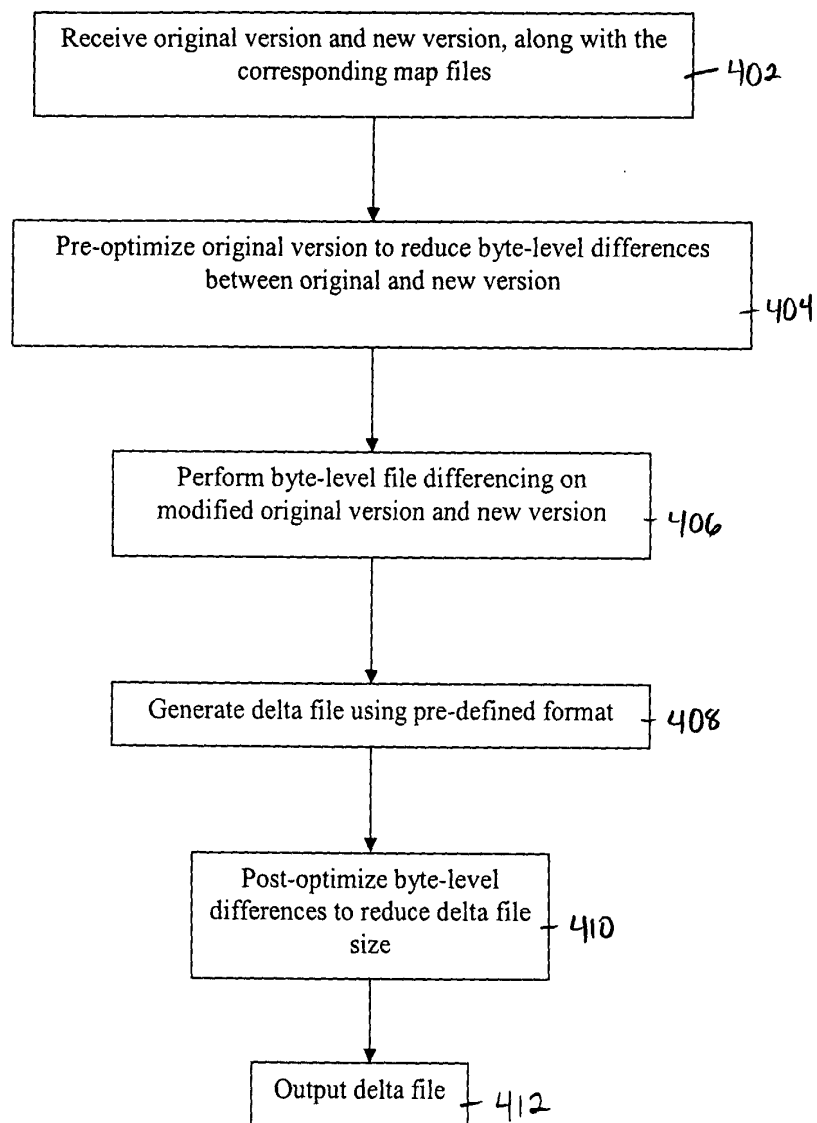 Receive original version and new version, along with the
corresponding map files
402
Pre-optimize original version to reduce byte-level differences
between original and new version
404
Perform byte-level file differencing on
modified original version and new version
406
Generate delta file using pre-defined format
408
Post-optimize byte-level
differences to reduce delta file
size
410
Output delta file
412